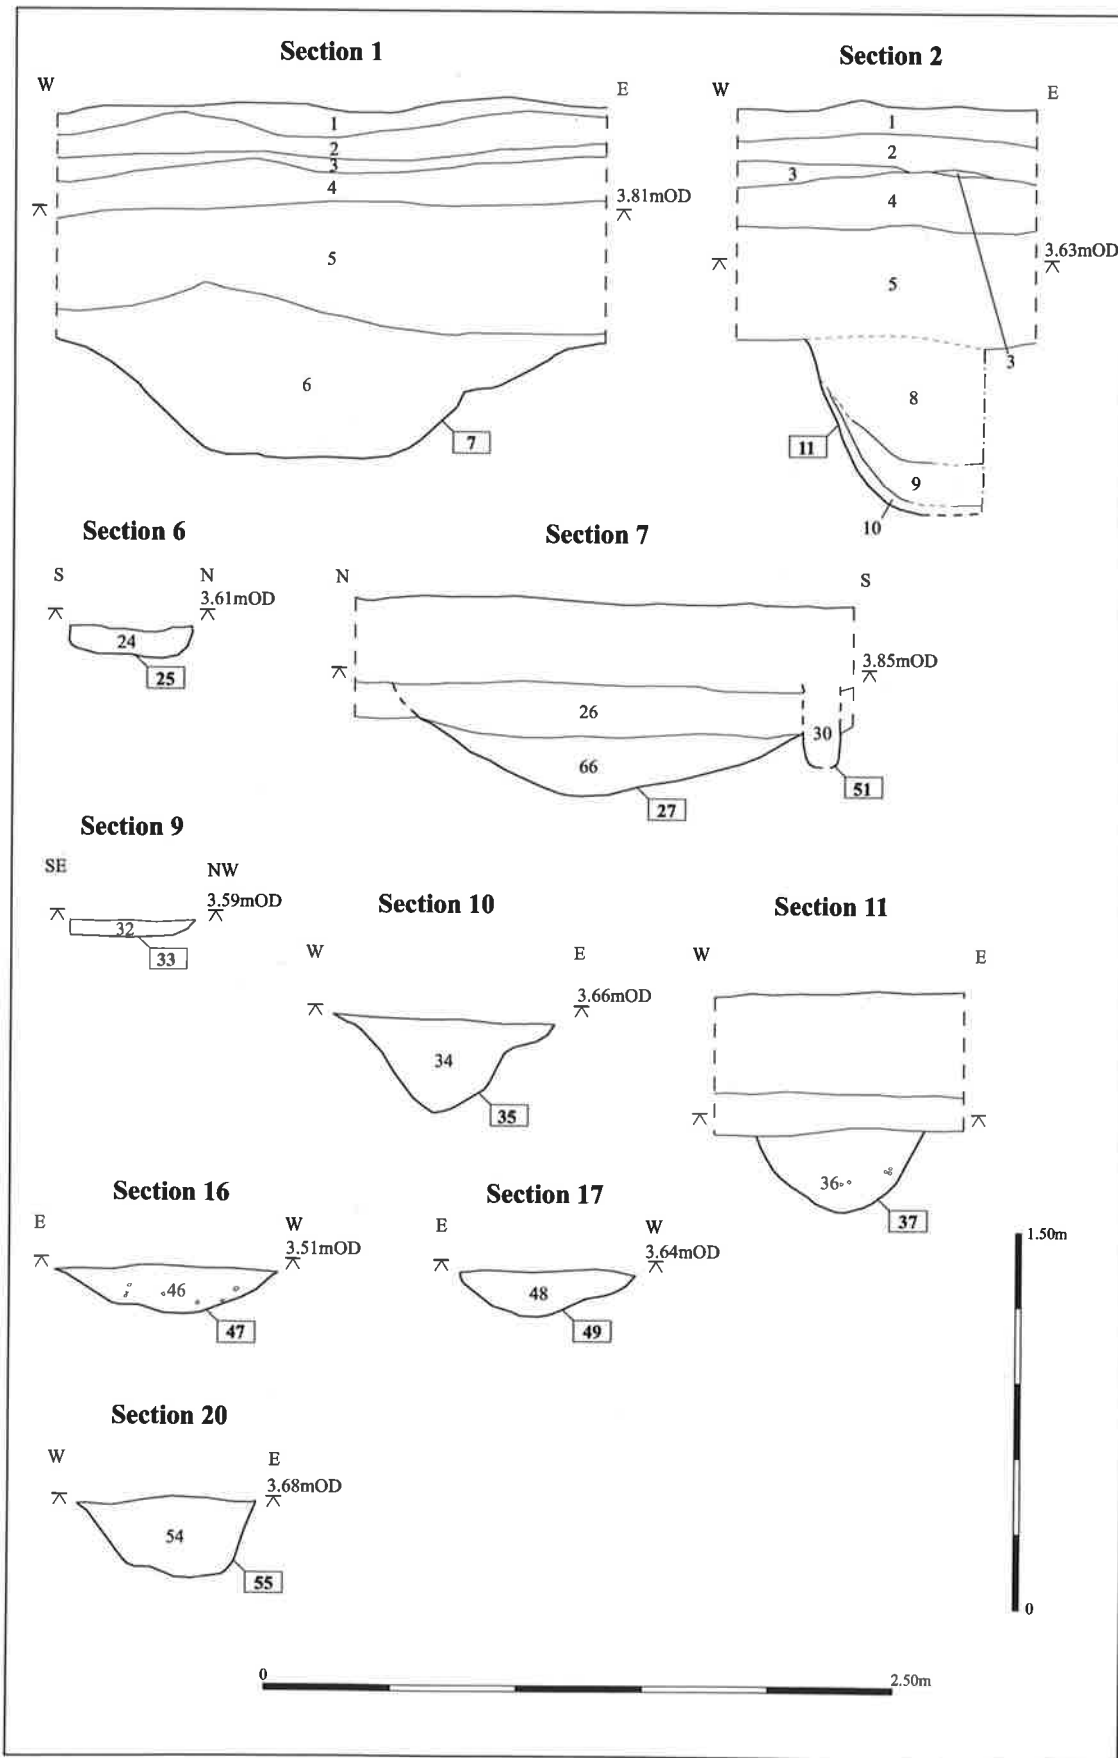 Section 1
W
E
1
2
3
4
3.81mOD
5
6
7
Section 2
W
E
1
2
3
4
3.63mOD
5
3
8
11
9
10
Section 6
S
N
3.61mOD
24
25
Section 7
N
S
3.85mOD
26
30
66
51
27
Section 9
SE
NW
3.59mOD
32
33
Section 10
W
E
3.66mOD
34
35
Section 11
W
E
36
37
Section 16
E
W
3.51mOD
46
47
Section 17
E
W
3.64mOD
48
49
Section 20
W
E
3.68mOD
54
55
1.50m
0
0
2.50m